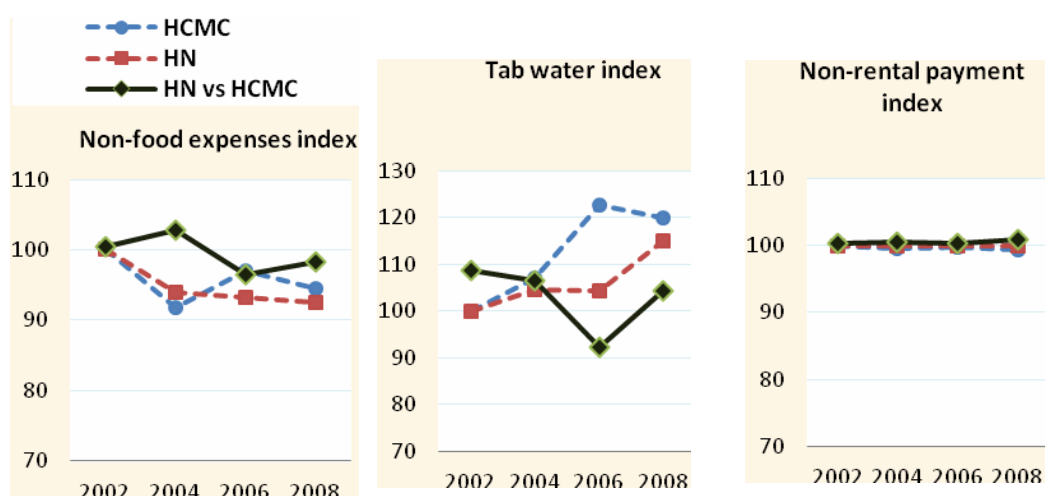 HCMC
HN
HN vs HCMC
Non-food expenses index
110
100
90
80
70
2002 2004 2006 2008
Tab water index
130
120
110
100
90
80
70
2002 2004 2006 2008
Non-rental payment
index
110
100
90
80
70
2002 2004 2006 2008